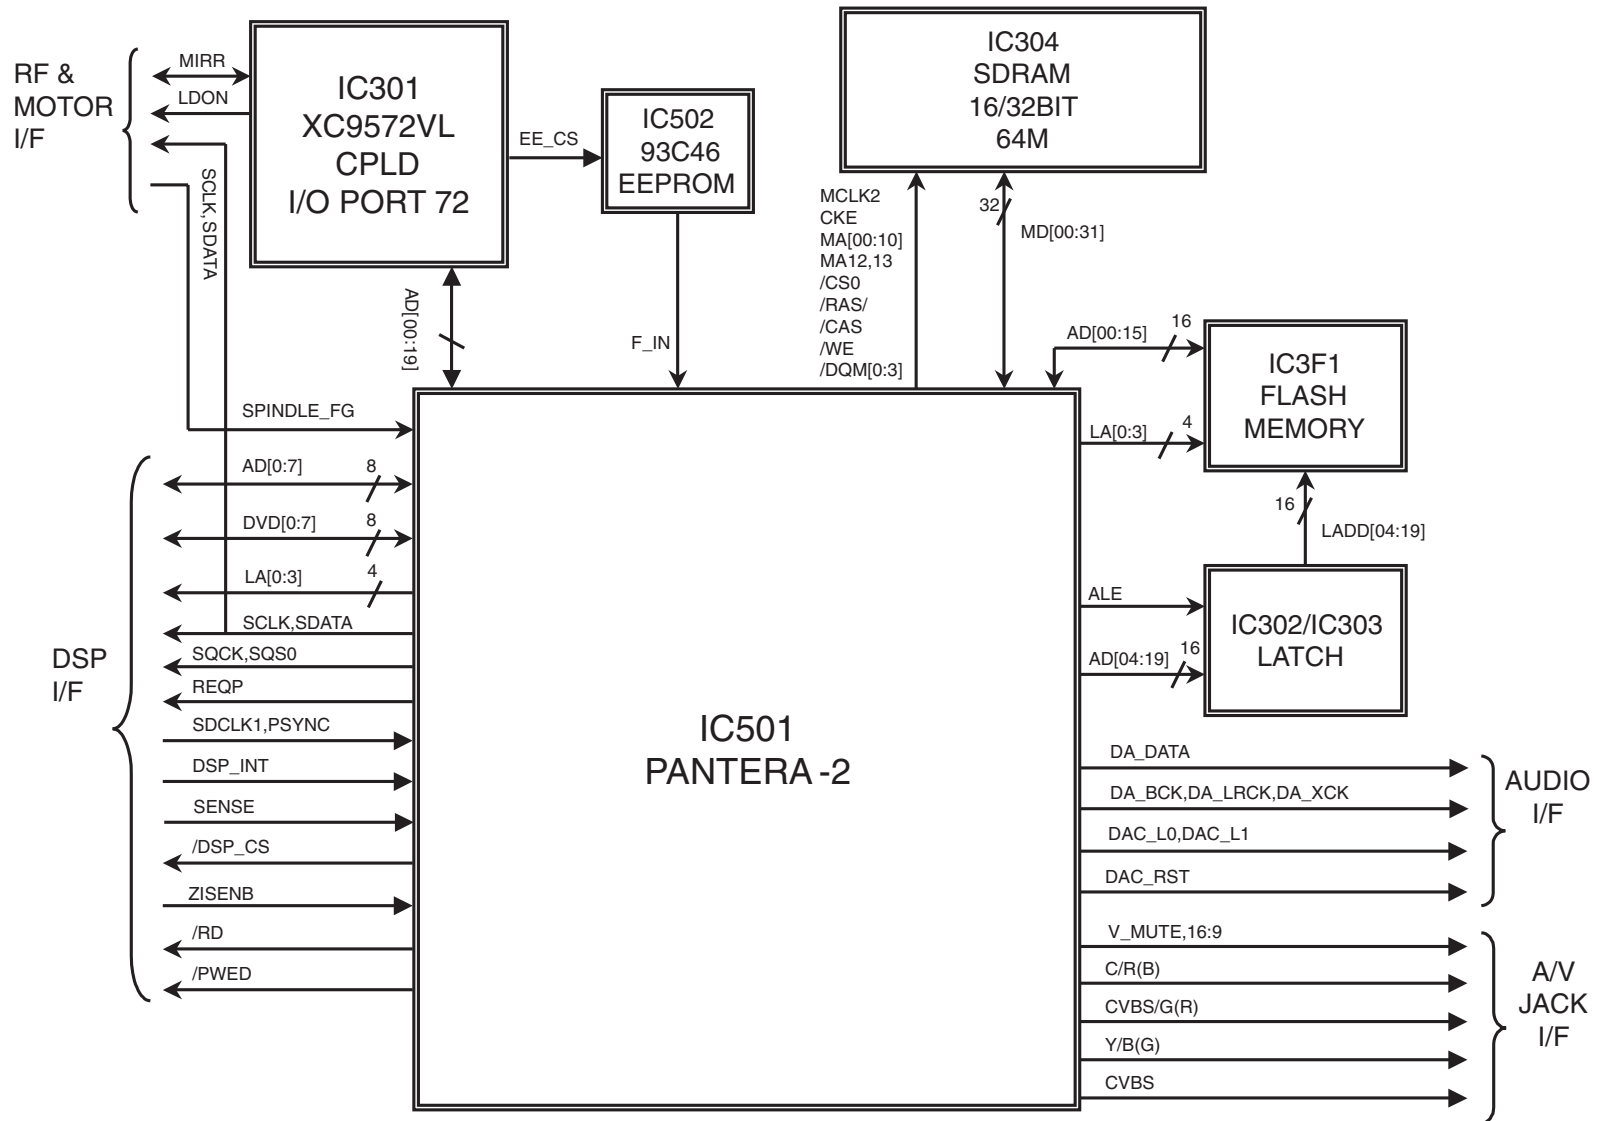 RF &
MOTOR
I/F
MIRR
LDON
SCLK,SDATA
IC301
XC9572VL
CPLD
I/O PORT 72
EE_CS
IC502
93C46
EEPROM
IC304
SDRAM
16/32BIT
64M
MCLK2
CKE
MA[00:10]
MA12,13
/CS0
/RAS/
/CAS
/WE
/DQM[0:3]
32
MD[00:31]
AD[00:19]
F_IN
AD[00:15]
16
LA[0:3]
4
IC3F1
FLASH
MEMORY
16
LADD[04:19]
ALE
AD[04:19]
16
IC302/IC303
LATCH
SPINDLE_FG
DSP
I/F
AD[0:7]
8
DVD[0:7]
8
LA[0:3]
4
SCLK,SDATA
SQCK,SQS0
REQP
SDCLK1,PSYNC
DSP_INT
SENSE
/DSP_CS
ZISENB
/RD
/PWED
IC501
PANTERA -2
DA_DATA
DA_BCK,DA_LRCK,DA_XCK
DAC_L0,DAC_L1
DAC_RST
AUDIO
I/F
V_MUTE,16:9
C/R(B)
CVBS/G(R)
Y/B(G)
CVBS
A/V
JACK
I/F